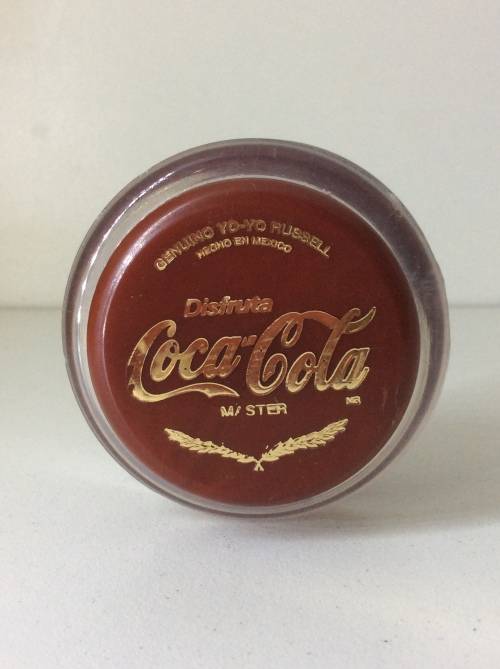 GENUINO YO-YO RUSSELL
HECHO EN MEXICO
Disfruta
Coca-Cola
MR
MASTER